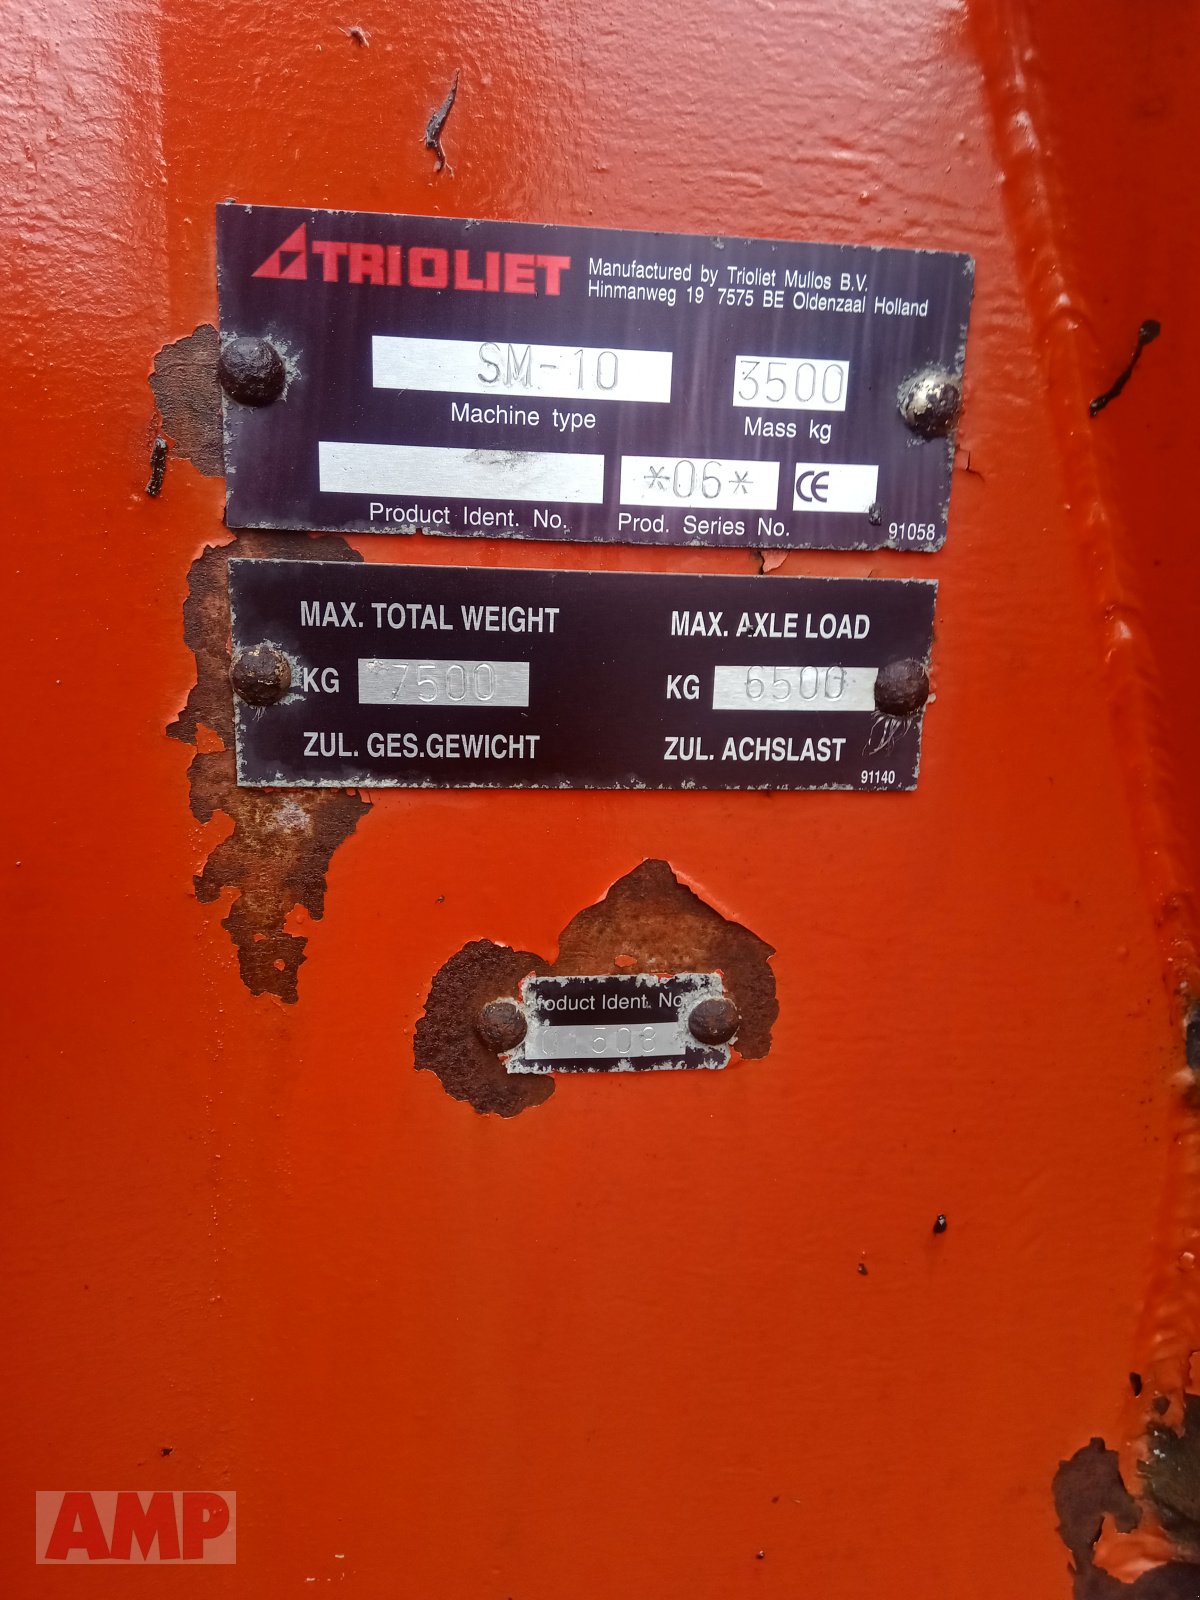 TRIOLIET
Manufactured by Trioliet Mullos B.V.
Hinmanweg 19 7575 BE Oldenzaal Holland
SM-10
3500
Machine type
Mass kg
*06*
CE
Product Ident. No.
Prod. Series No.
91058
MAX. TOTAL WEIGHT
MAX. AXLE LOAD
KG 7500
KG 6500
ZUL. GES.GEWICHT
ZUL. ACHSLAST
91140
Product Ident. No.
AMP